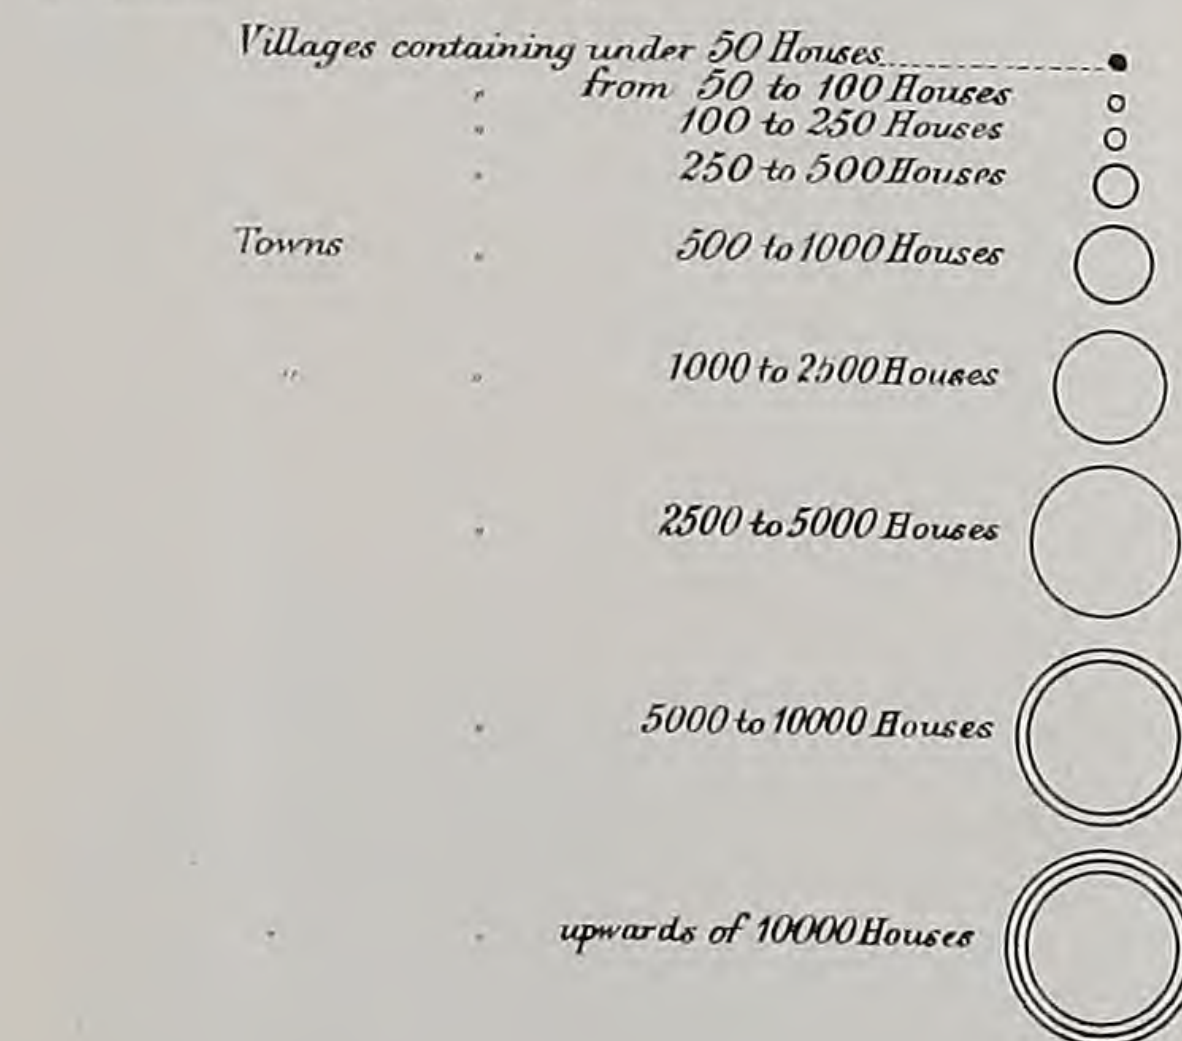 Villages containing under 50 Houses
" from 50 to 100 Houses
" 100 to 250 Houses
" 250 to 500 Houses
Towns " 500 to 1000 Houses
" " 1000 to 2500 Houses
" 2500 to 5000 Houses
" 5000 to 10000 Houses
" " upwards of 10000 Houses